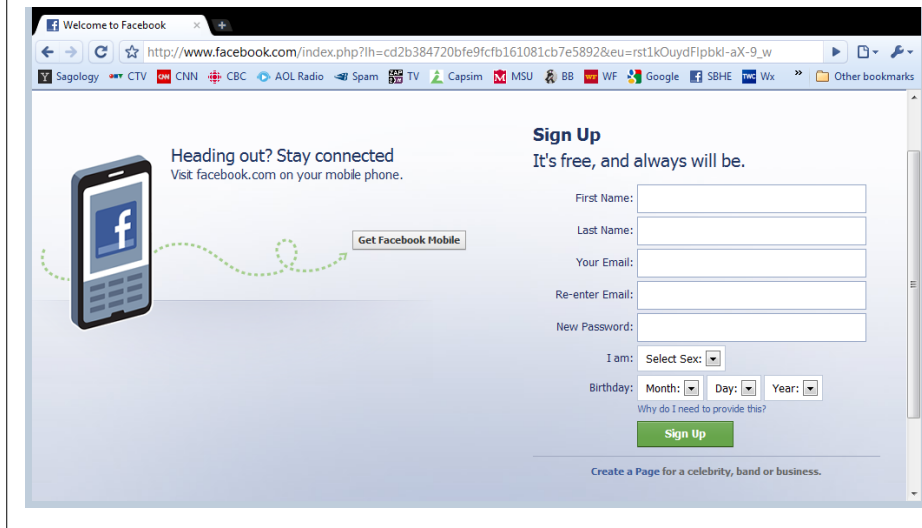 Welcome to Facebook
http://www.facebook.com/index.php?lh=cd2b384720bfe9fcfb161081cb7e5892&eu=rst1kOuydFIpbkl-aX-9_w
Sagology CTV CNN CBC AOL Radio Spam TV Capsim MSU BB WF Google SBHE Wx » Other bookmarks
Heading out? Stay connected
Visit facebook.com on your mobile phone.
Get Facebook Mobile
Sign Up
It's free, and always will be.
First Name:
Last Name:
Your Email:
Re-enter Email:
New Password:
I am: Select Sex:
Birthday: Month: Day: Year:
Why do I need to provide this?
Sign Up
Create a Page for a celebrity, band or business.